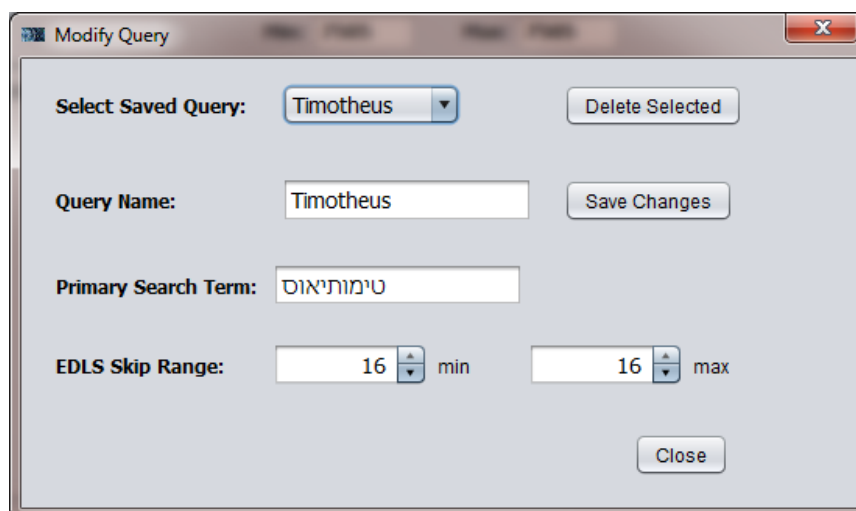 Modify Query
Select Saved Query: Timotheus Delete Selected
Query Name: Timotheus Save Changes
Primary Search Term: טימותיאוס
EDLS Skip Range: 16 min 16 max
Close